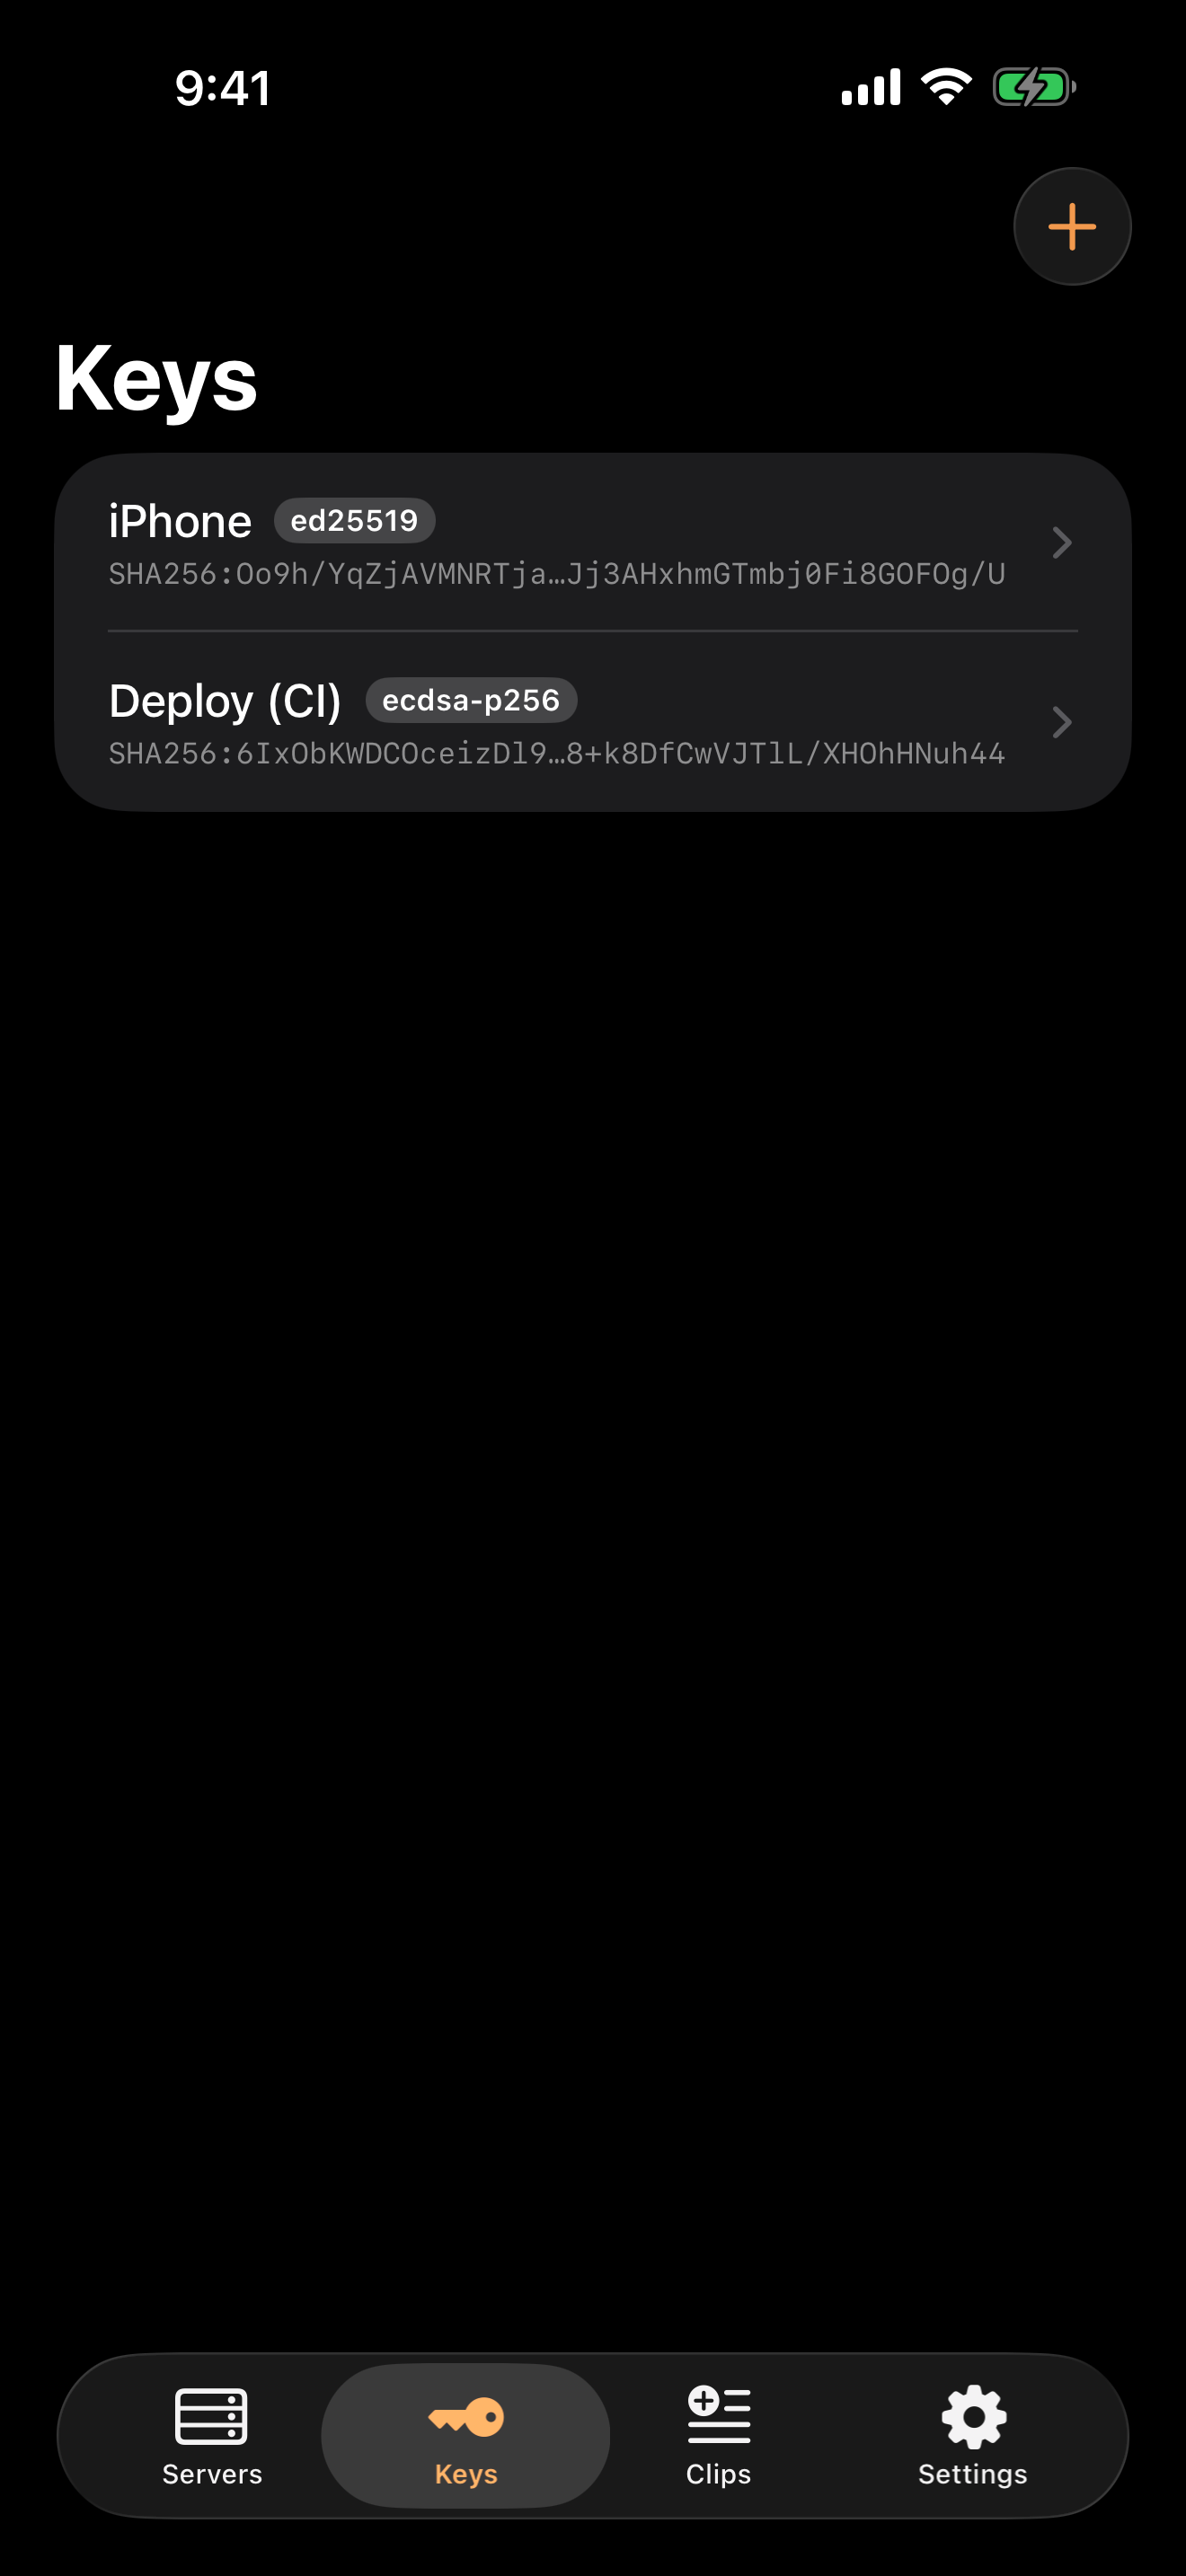 9:41
Keys
iPhone ed25519
SHA256:Oo9h/YqZjAVMNRTja…Jj3AHxhmGTmbj0Fi8GOFOg/U
Deploy (CI) ecdsa-p256
SHA256:6IxObKWDCOceizDl9…8+k8DfCwVJTlL/XHOhHNuh44
Servers
Keys
Clips
Settings